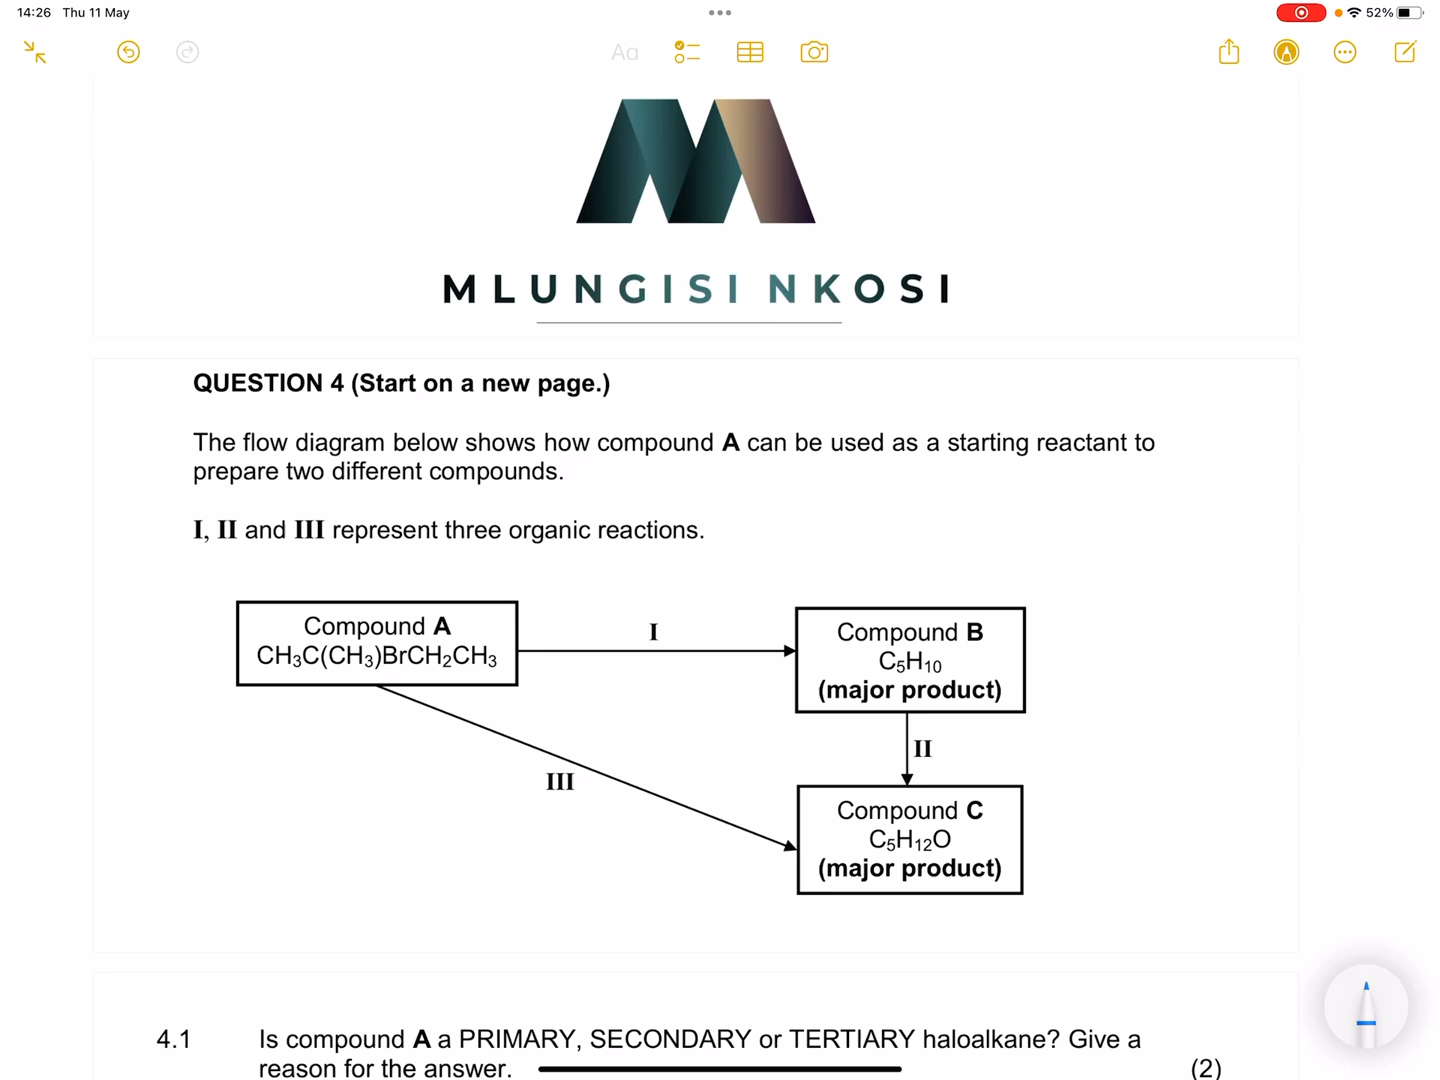 14:26 Thu 11 May
52%
Aa
MLUNGISI NKOSI
QUESTION 4 (Start on a new page.)
The flow diagram below shows how compound A can be used as a starting reactant to
prepare two different compounds.
I, II and III represent three organic reactions.
Compound A
CH₃C(CH₃)BrCH₂CH₃
I
Compound B
C₅H₁₀
(major product)
II
III
Compound C
C₅H₁₂O
(major product)
4.1 Is compound A a PRIMARY, SECONDARY or TERTIARY haloalkane? Give a
reason for the answer. (2)